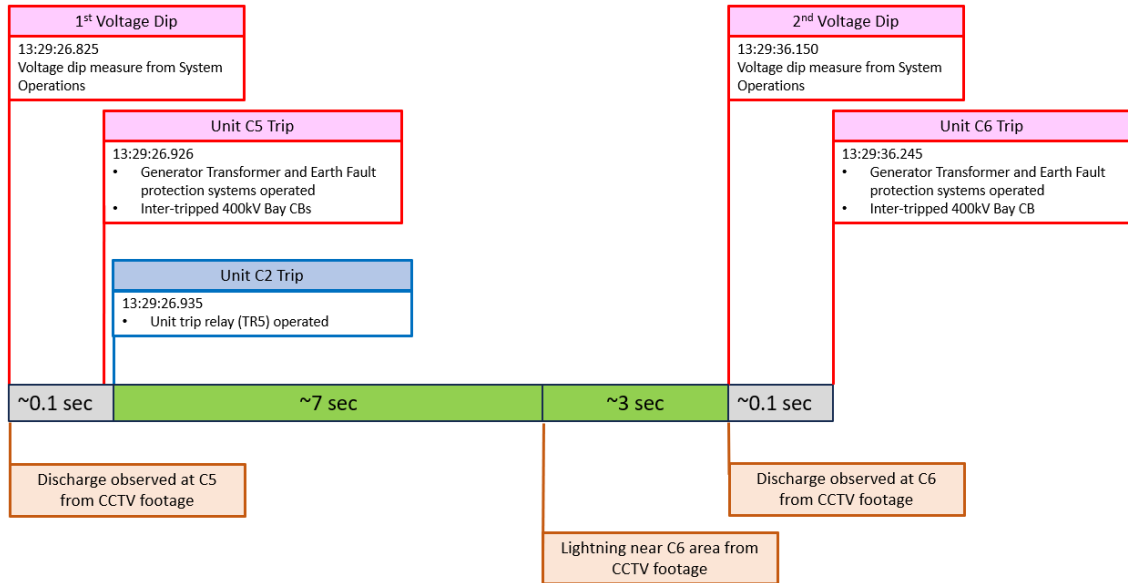 1st Voltage Dip
13:29:26.825
Voltage dip measure from System
Operations
2nd Voltage Dip
13:29:36.150
Voltage dip measure from System
Operations
Unit C5 Trip
13:29:26.926
• Generator Transformer and Earth Fault
protection systems operated
• Inter-tripped 400kV Bay CBs
Unit C6 Trip
13:29:36.245
• Generator Transformer and Earth Fault
protection systems operated
• Inter-tripped 400kV Bay CB
Unit C2 Trip
13:29:26.935
• Unit trip relay (TR5) operated
~0.1 sec
~7 sec
~3 sec
~0.1 sec
Discharge observed at C5
from CCTV footage
Discharge observed at C6
from CCTV footage
Lightning near C6 area from
CCTV footage